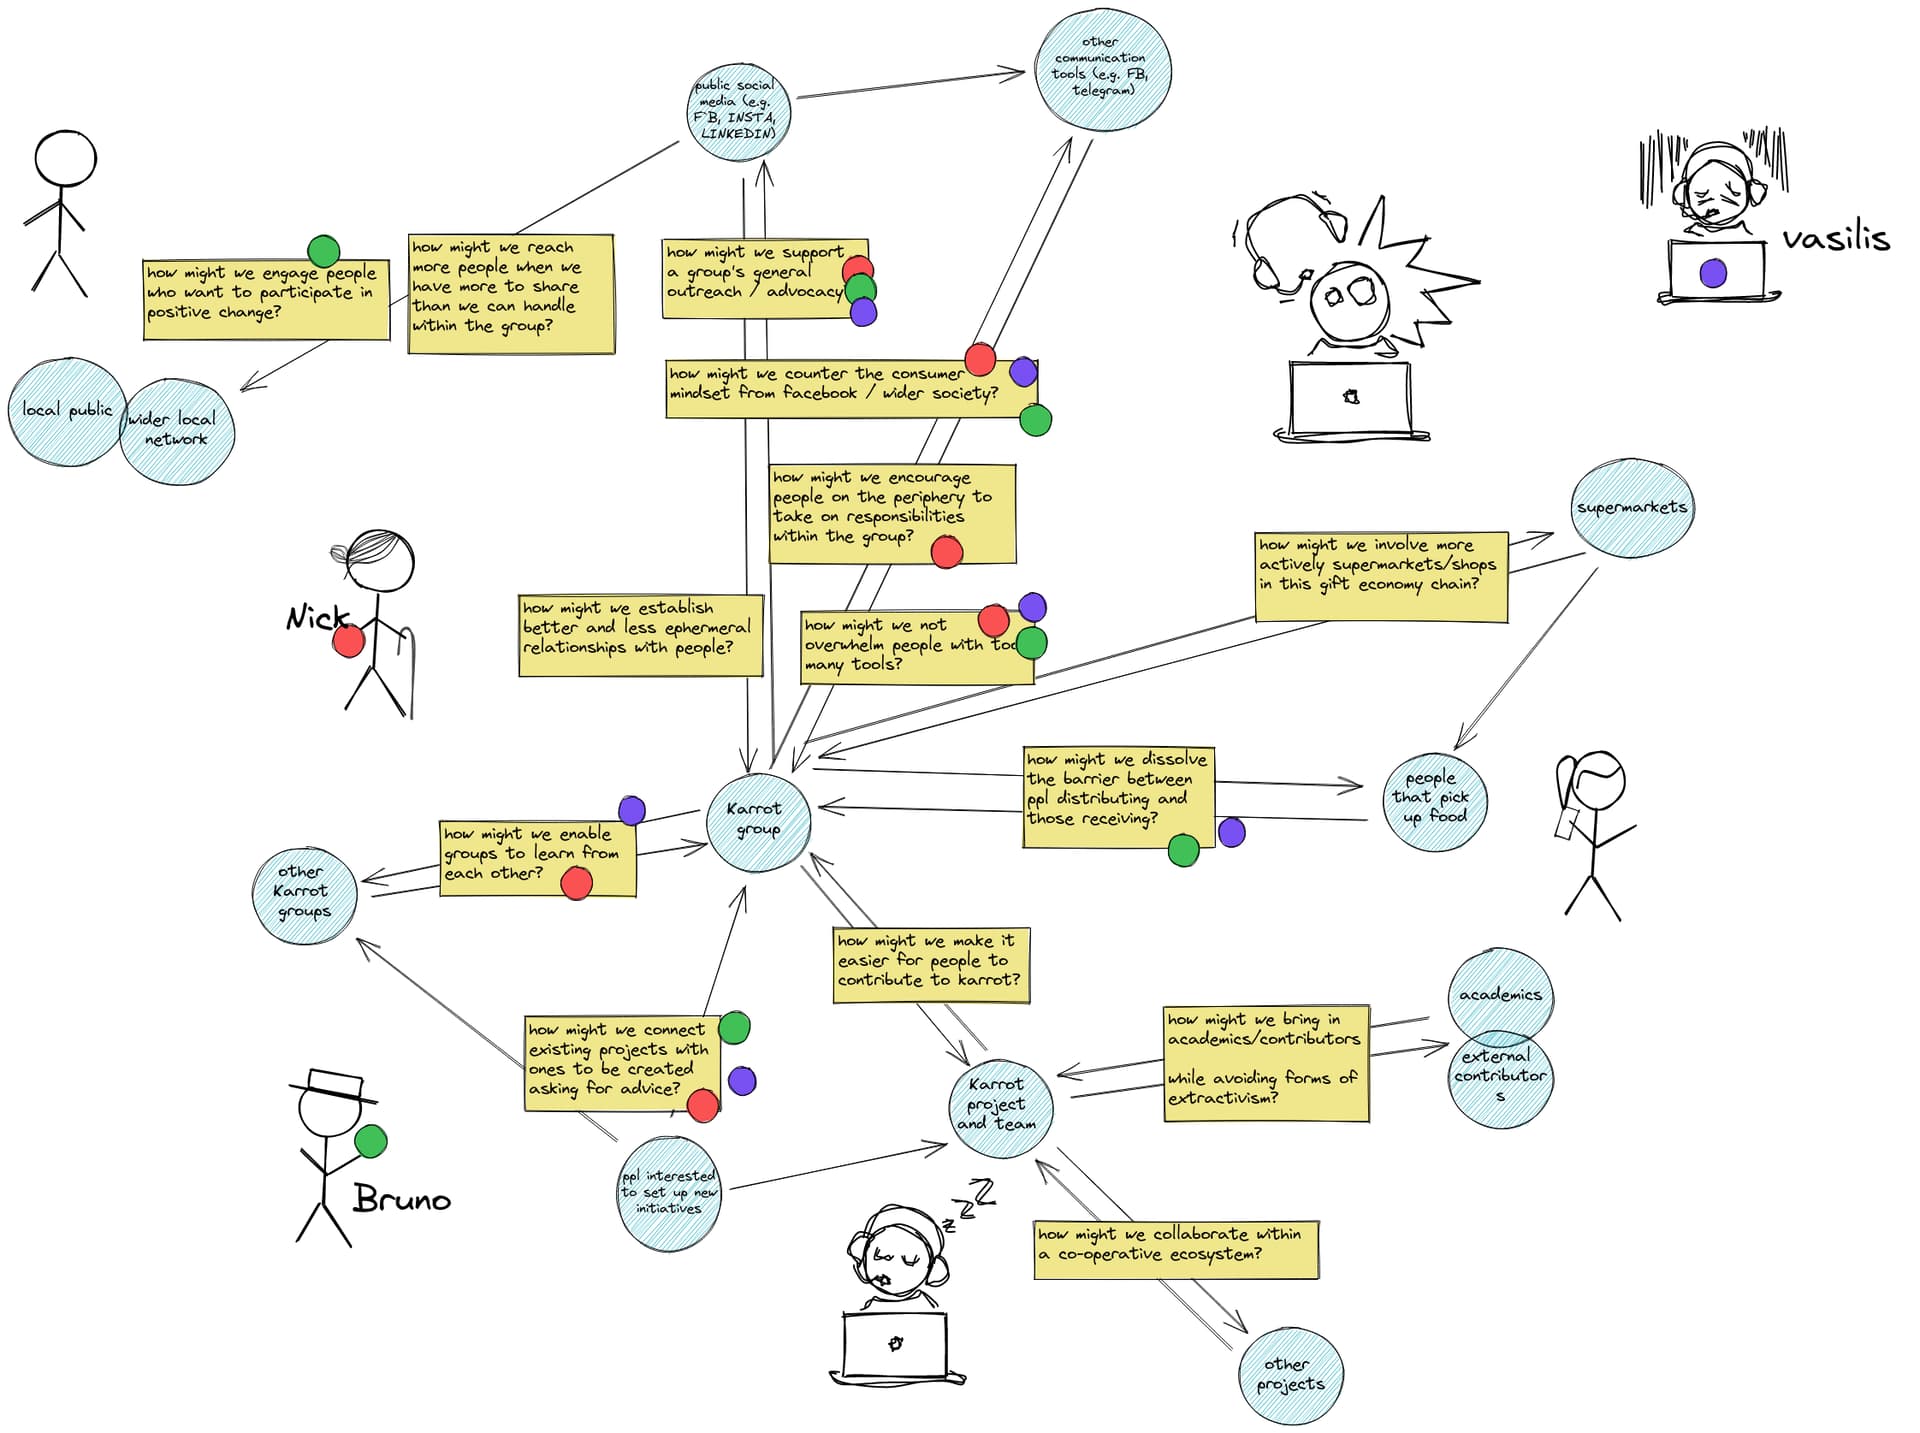 other
communication
tools (e.g. FB,
telegram)
public social
media (e.g.
FB, INSTA,
LINKEDIN)
vasilis
how might we engage people
who want to participate in
positive change?
how might we reach
more people when we
have more to share
than we can handle
within the group?
how might we support
a group's general
outreach / advocacy
how might we counter the consumer
mindset from facebook / wider society?
local public
wider local
network
how might we encourage
people on the periphery to
take on responsibilities
within the group?
supermarkets
how might we involve more
actively supermarkets/shops
in this gift economy chain?
Nick
how might we establish
better and less ephemeral
relationships with people?
how might we not
overwhelm people with too
many tools?
how might we dissolve
the barrier between
ppl distributing and
those receiving?
people
that pick
up food
Karrot
group
how might we enable
groups to learn from
each other?
other
Karrot
groups
how might we make it
easier for people to
contribute to karrot?
academics
external
contributor
s
how might we bring in
academics/contributors
while avoiding forms of
extractivism?
how might we connect
existing projects with
ones to be created
asking for advice?
Karrot
project
and team
Bruno
ppl interested
to set up new
initiatives
z z Z
how might we collaborate within
a co-operative ecosystem?
other
projects